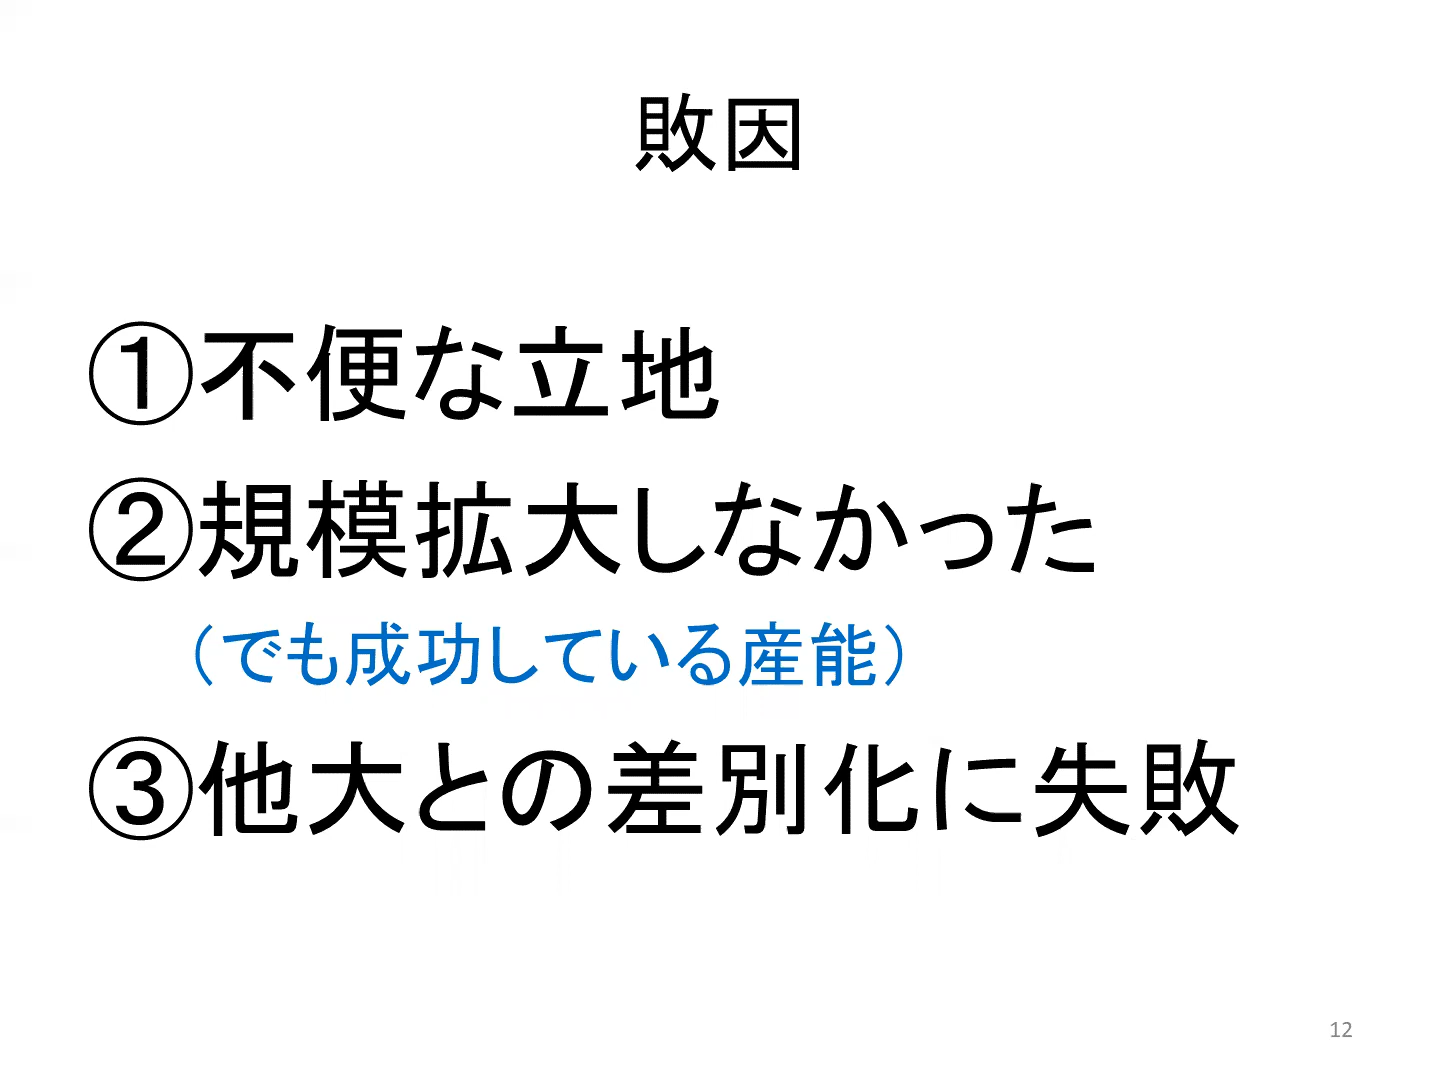 敗因
①不便な立地
②規模拡大しなかった
（でも成功している産能）
③他大との差別化に失敗
12